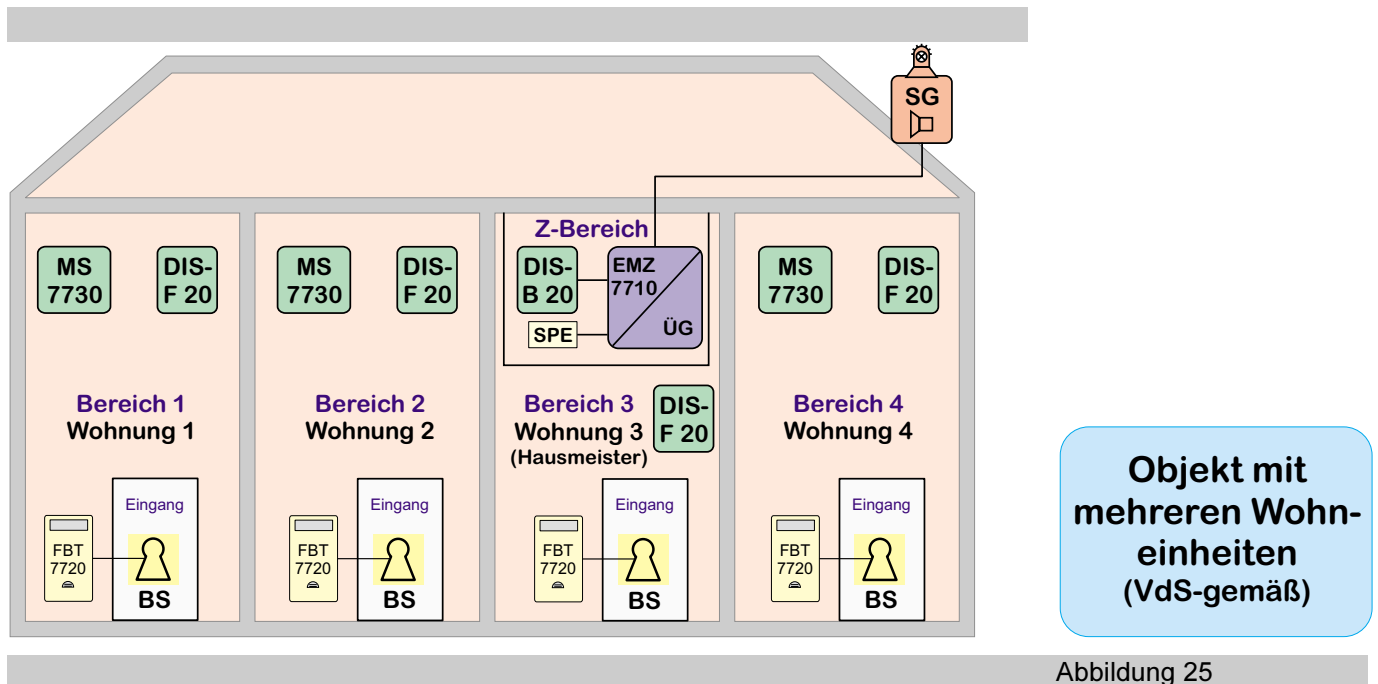 SG
Z-Bereich
MS
7730
DIS-
F 20
MS
7730
DIS-
F 20
DIS-
B 20
EMZ
7710
ÜG
SPE
MS
7730
DIS-
F 20
Bereich 1
Wohnung 1
Bereich 2
Wohnung 2
Bereich 3
Wohnung 3
(Hausmeister)
DIS-
F 20
Bereich 4
Wohnung 4
FBT
7720
Eingang
BS
FBT
7720
Eingang
BS
FBT
7720
Eingang
BS
FBT
7720
Eingang
BS
Objekt mit
mehreren Wohn-
einheiten
(VdS-gemäß)
Abbildung 25